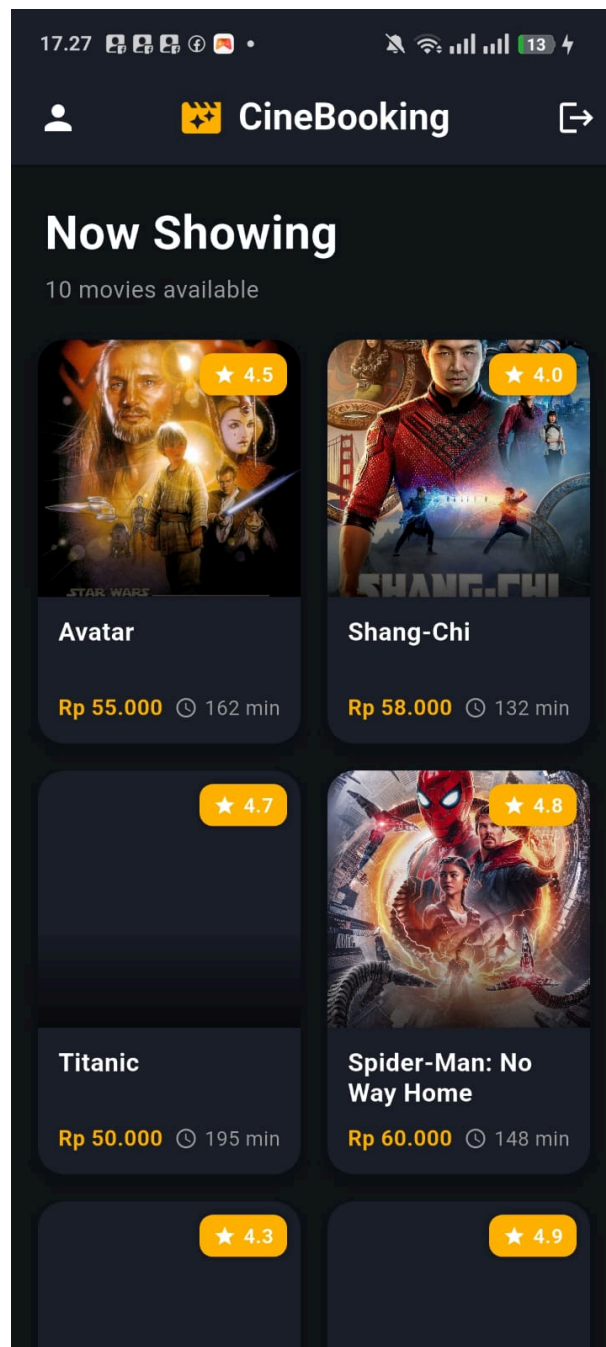 17.27
13
CineBooking
Now Showing
10 movies available
4.5
4.0
STAR WARS
SHANG-CHI
Avatar
Shang-Chi
Rp 55.000 162 min
Rp 58.000 132 min
4.7
4.8
Titanic
Spider-Man: No
Way Home
Rp 50.000 195 min
Rp 60.000 148 min
4.3
4.9